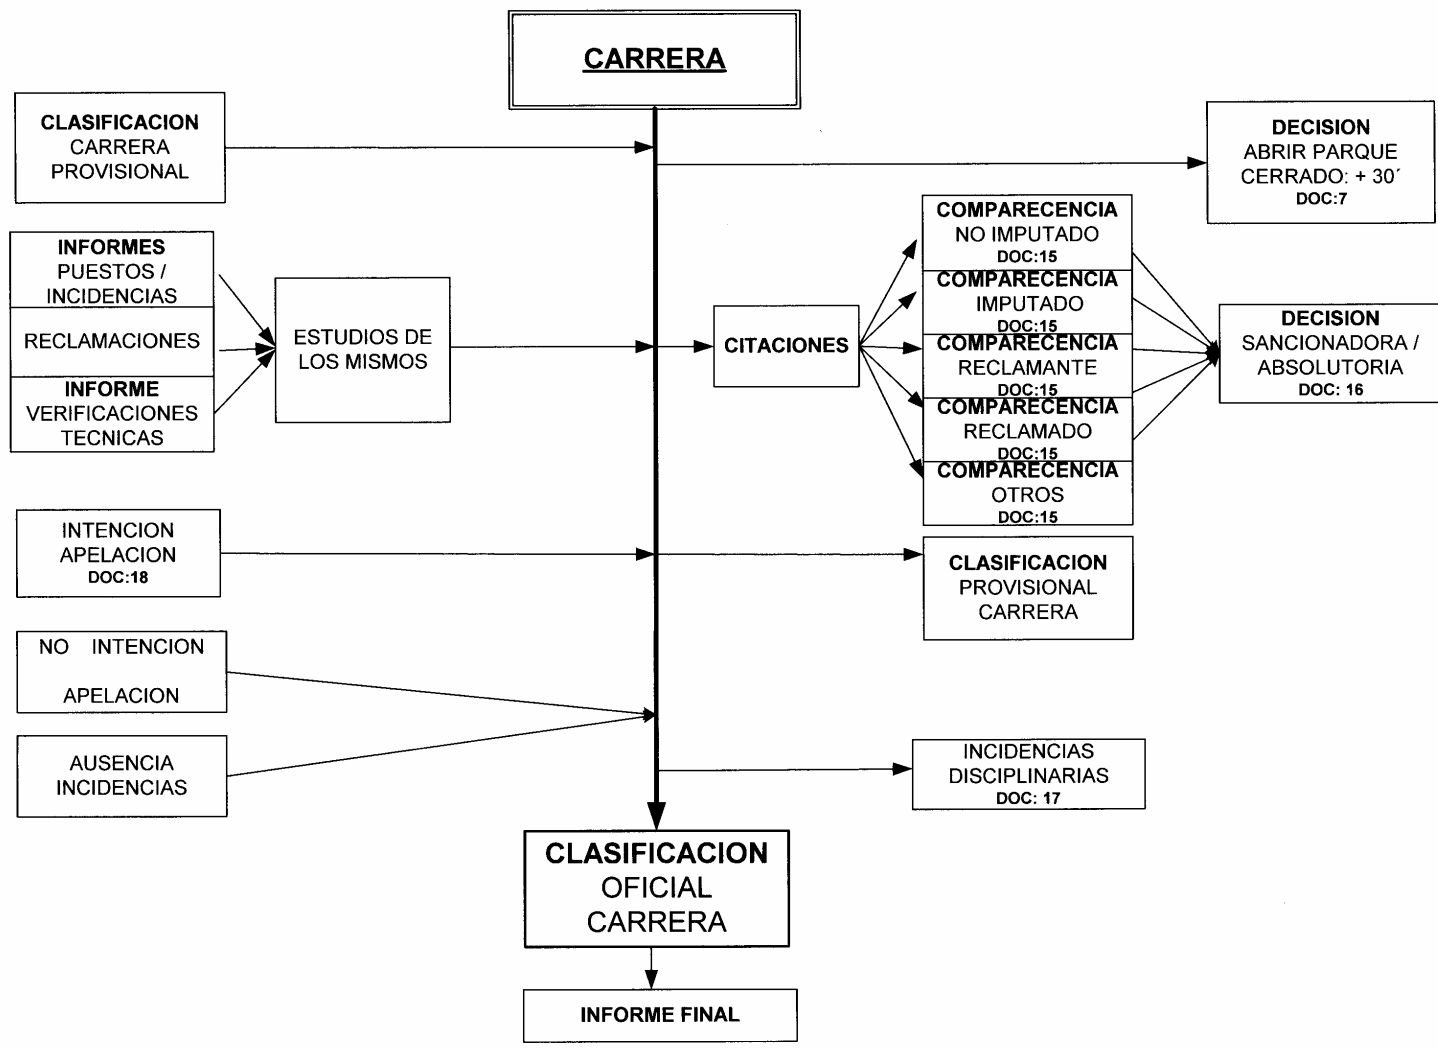 CARRERA
CLASIFICACION
CARRERA
PROVISIONAL
DECISION
ABRIR PARQUE
CERRADO: + 30´
DOC:7
INFORMES
PUESTOS /
INCIDENCIAS
RECLAMACIONES
INFORME
VERIFICACIONES
TECNICAS
ESTUDIOS DE
LOS MISMOS
CITACIONES
COMPARECENCIA
NO IMPUTADO
DOC:15
COMPARECENCIA
IMPUTADO
DOC:15
COMPARECENCIA
RECLAMANTE
DOC:15
COMPARECENCIA
RECLAMADO
DOC:15
COMPARECENCIA
OTROS
DOC:15
DECISION
SANCIONADORA /
ABSOLUTORIA
DOC: 16
INTENCION
APELACION
DOC:18
CLASIFICACION
PROVISIONAL
CARRERA
NO INTENCION
APELACION
AUSENCIA
INCIDENCIAS
INCIDENCIAS
DISCIPLINARIAS
DOC: 17
CLASIFICACION
OFICIAL
CARRERA
INFORME FINAL